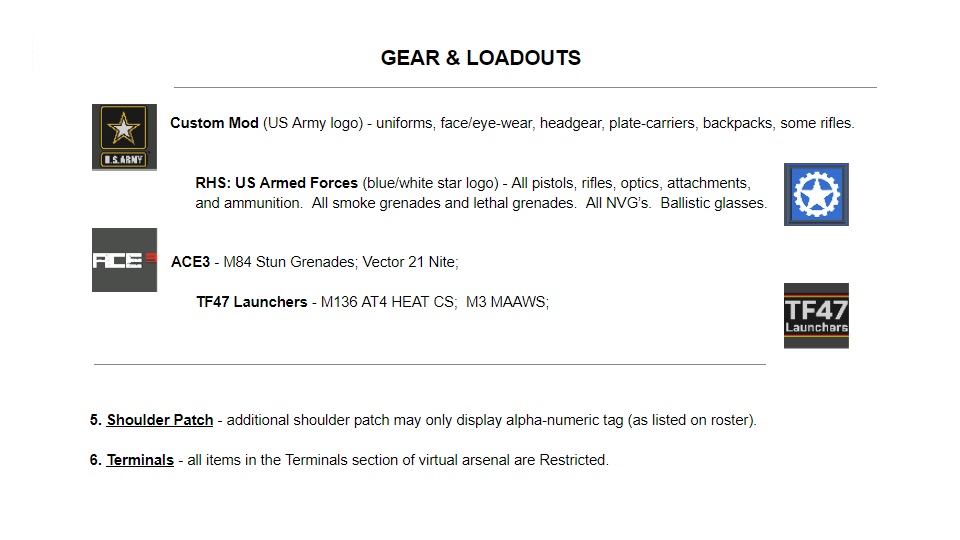 GEAR & LOADOUTS
U.S.ARMY
Custom Mod (US Army logo) - uniforms, face/eye-wear, headgear, plate-carriers, backpacks, some rifles.
RHS: US Armed Forces (blue/white star logo) - All pistols, rifles, optics, attachments,
and ammunition.  All smoke grenades and lethal grenades.  All NVG's.  Ballistic glasses.
ACE3
ACE3 - M84 Stun Grenades; Vector 21 Nite;
TF47 Launchers - M136 AT4 HEAT CS;  M3 MAAWS;
TF47
Launchers
5. Shoulder Patch - additional shoulder patch may only display alpha-numeric tag (as listed on roster).
6. Terminals - all items in the Terminals section of virtual arsenal are Restricted.